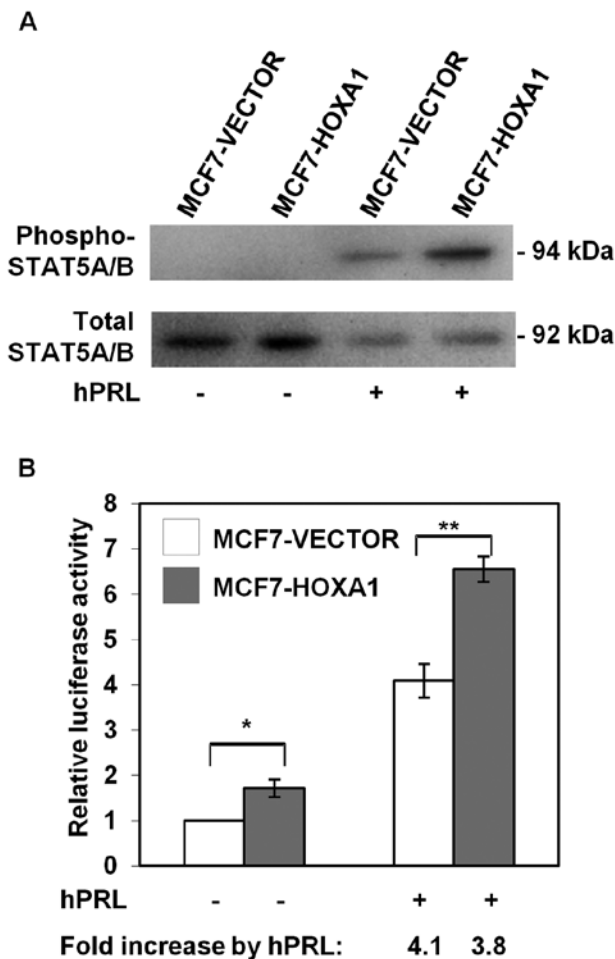 A
MCF7-VECTOR
MCF7-HOXA1
MCF7-VECTOR
MCF7-HOXA1
Phospho-
STAT5A/B
- 94 kDa
Total
STAT5A/B
- 92 kDa
hPRL - - + +
B
Relative luciferase activity
8
7
6
5
4
3
2
1
0
MCF7-VECTOR
MCF7-HOXA1
*
**
hPRL - - + +
Fold increase by hPRL: 4.1 3.8